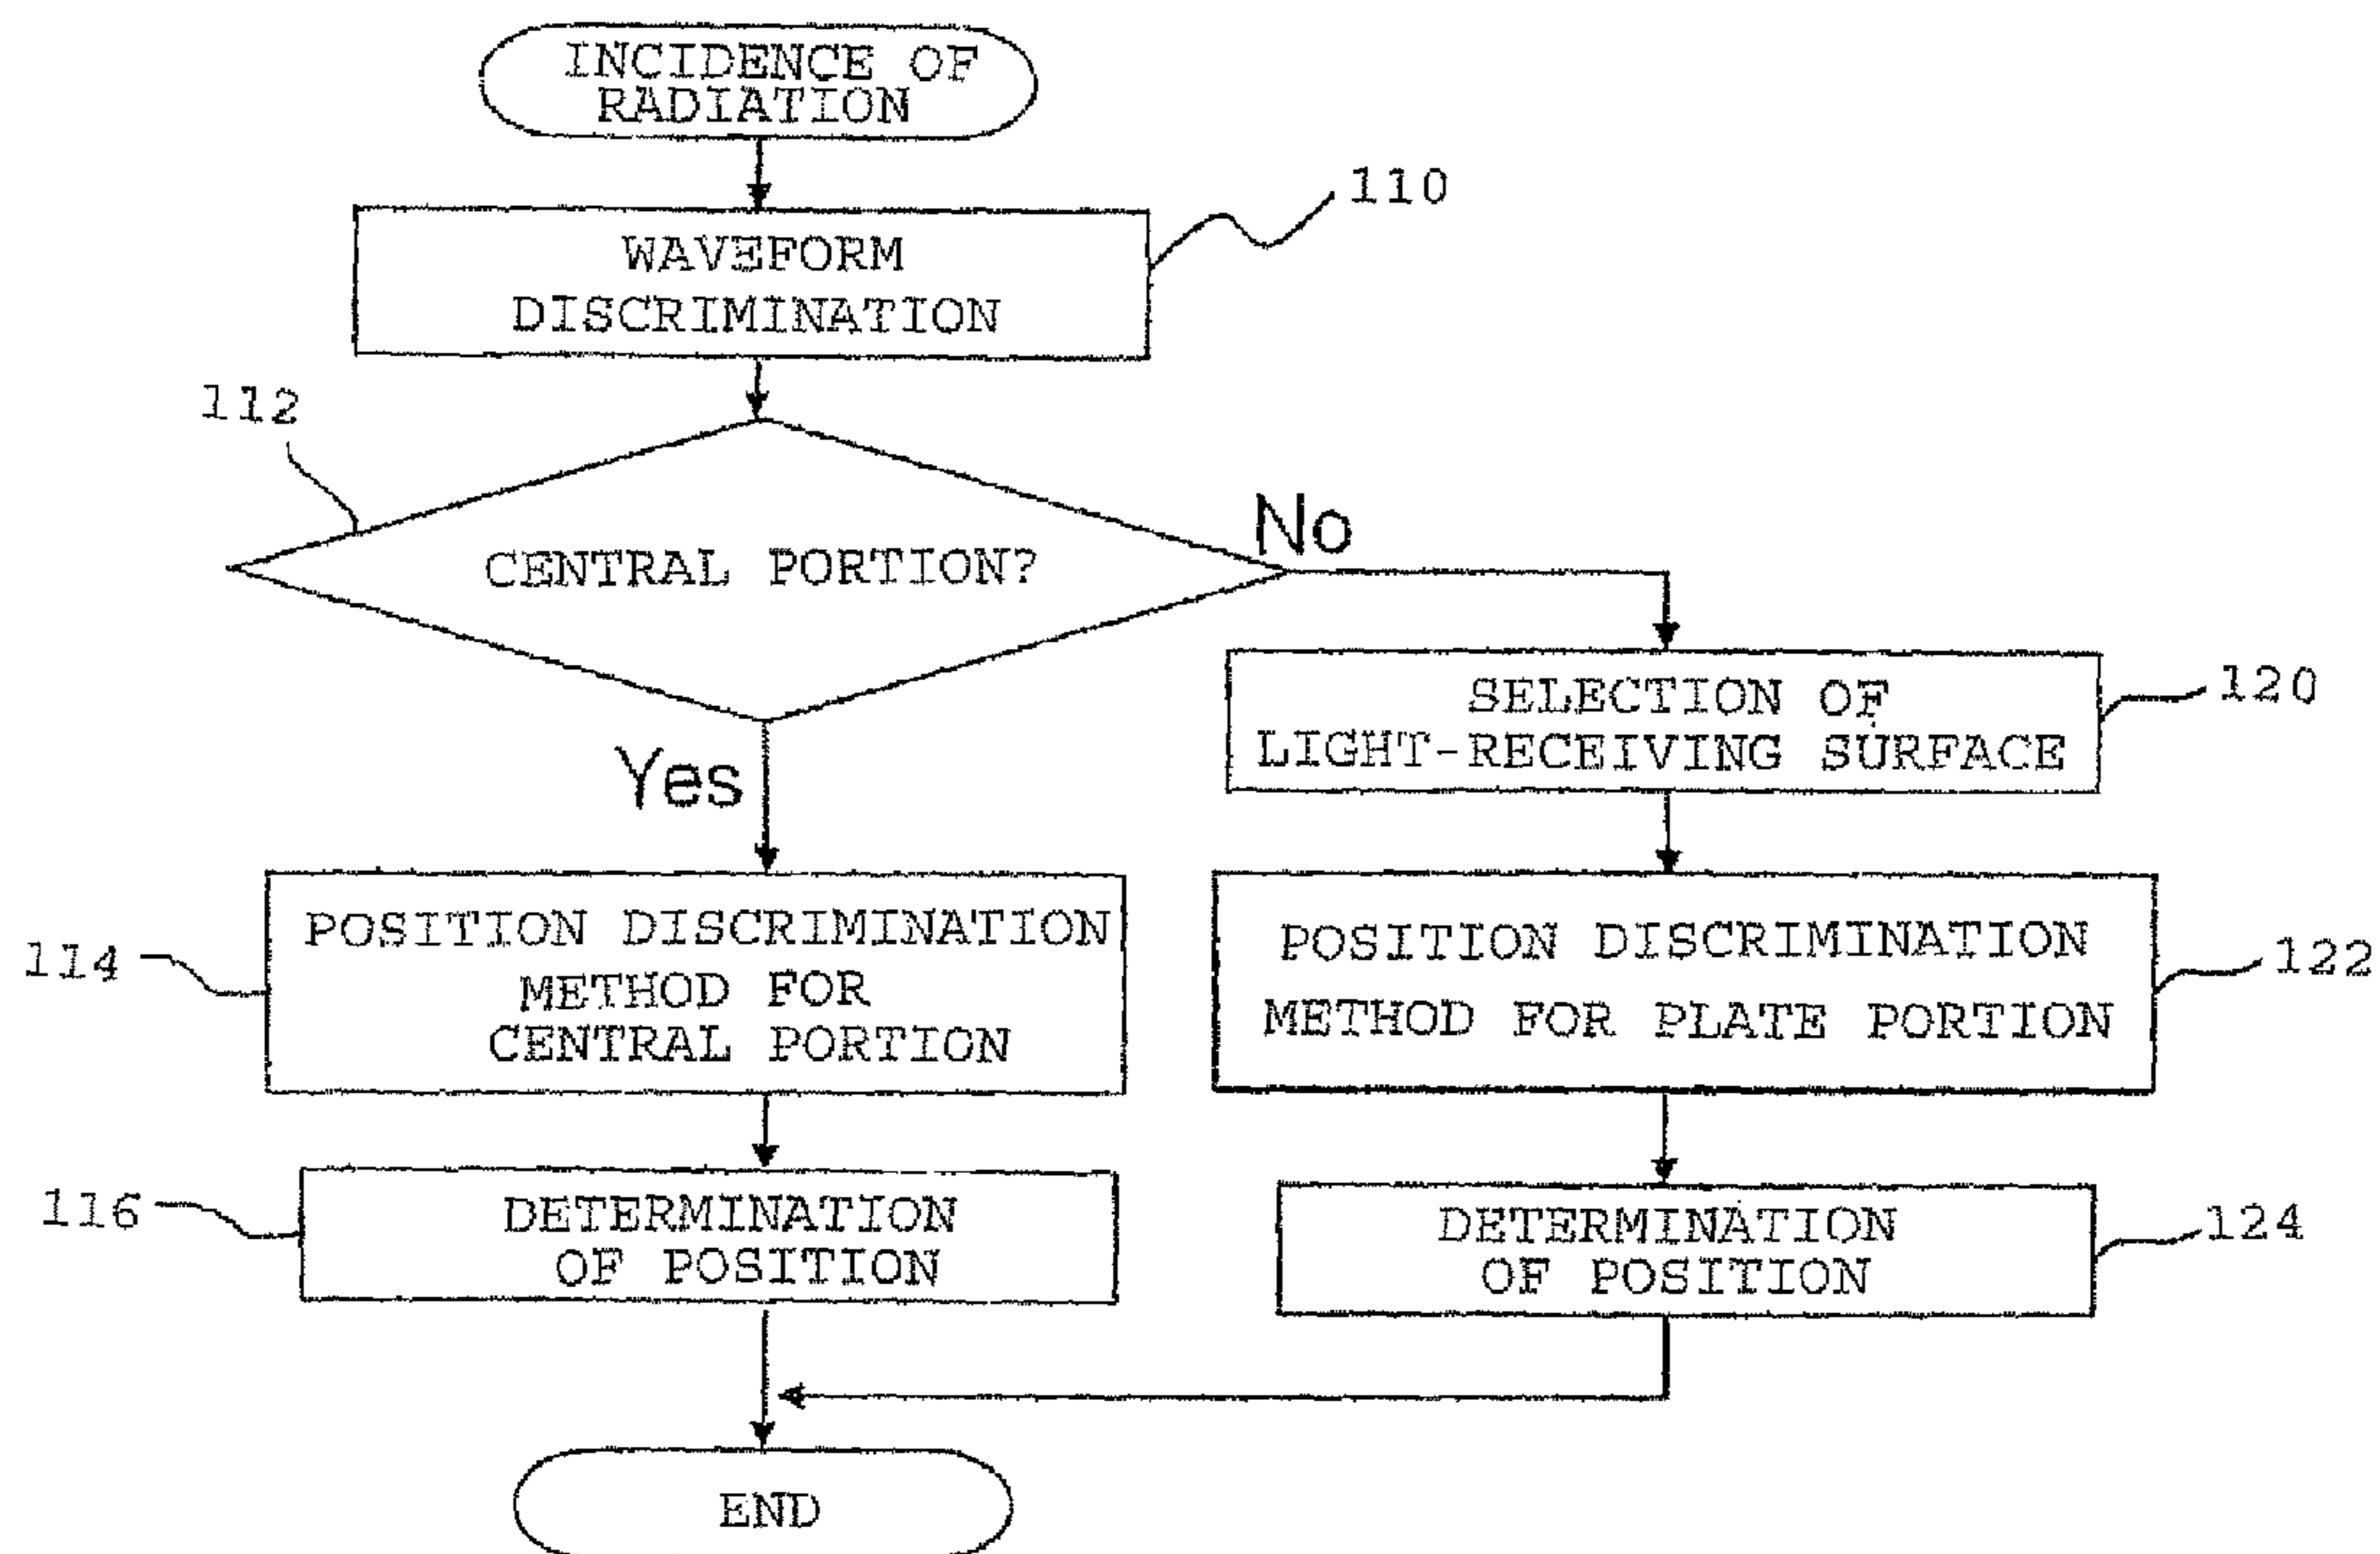 INCIDENCE OF
RADIATION
110
WAVEFORM
DISCRIMINATION
112
CENTRAL PORTION?
No
Yes
120
SELECTION OF
LIGHT-RECEIVING SURFACE
114
POSITION DISCRIMINATION
METHOD FOR
CENTRAL PORTION
122
POSITION DISCRIMINATION
METHOD FOR PLATE PORTION
116
DETERMINATION
OF POSITION
124
DETERMINATION
OF POSITION
END